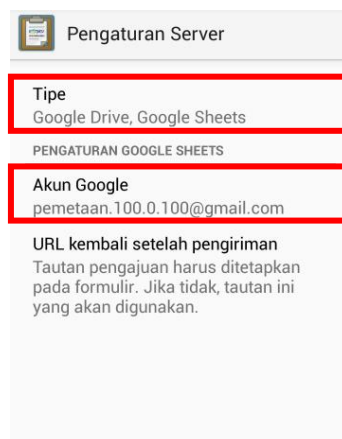 Pengaturan Server
Tipe
Google Drive, Google Sheets
PENGATURAN GOOGLE SHEETS
Akun Google
pemetaan.100.0.100@gmail.com
URL kembali setelah pengiriman
Tautan pengajuan harus ditetapkan
pada formulir. Jika tidak, tautan ini
yang akan digunakan.